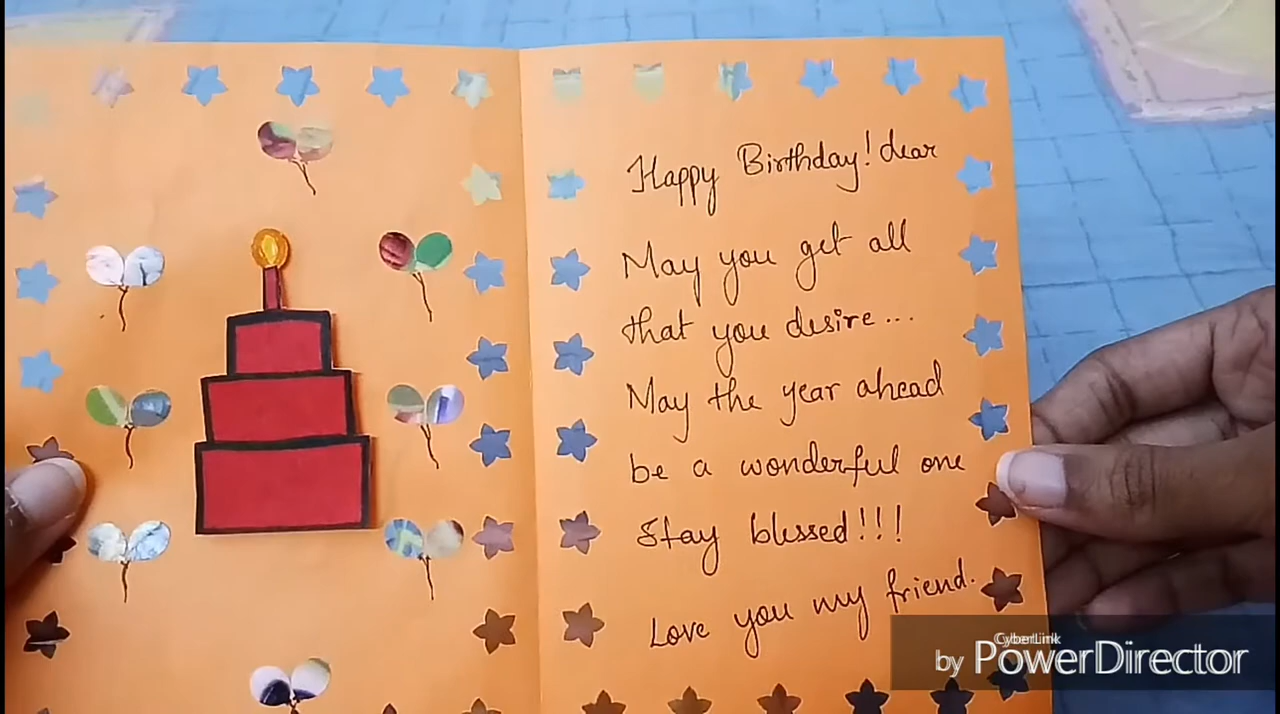 Happy Birthday! dear
May you get all
that you desire...
May the year ahead
be a wonderful one
Stay blessed!!!
Love you my friend.
CyberLink
by PowerDirector